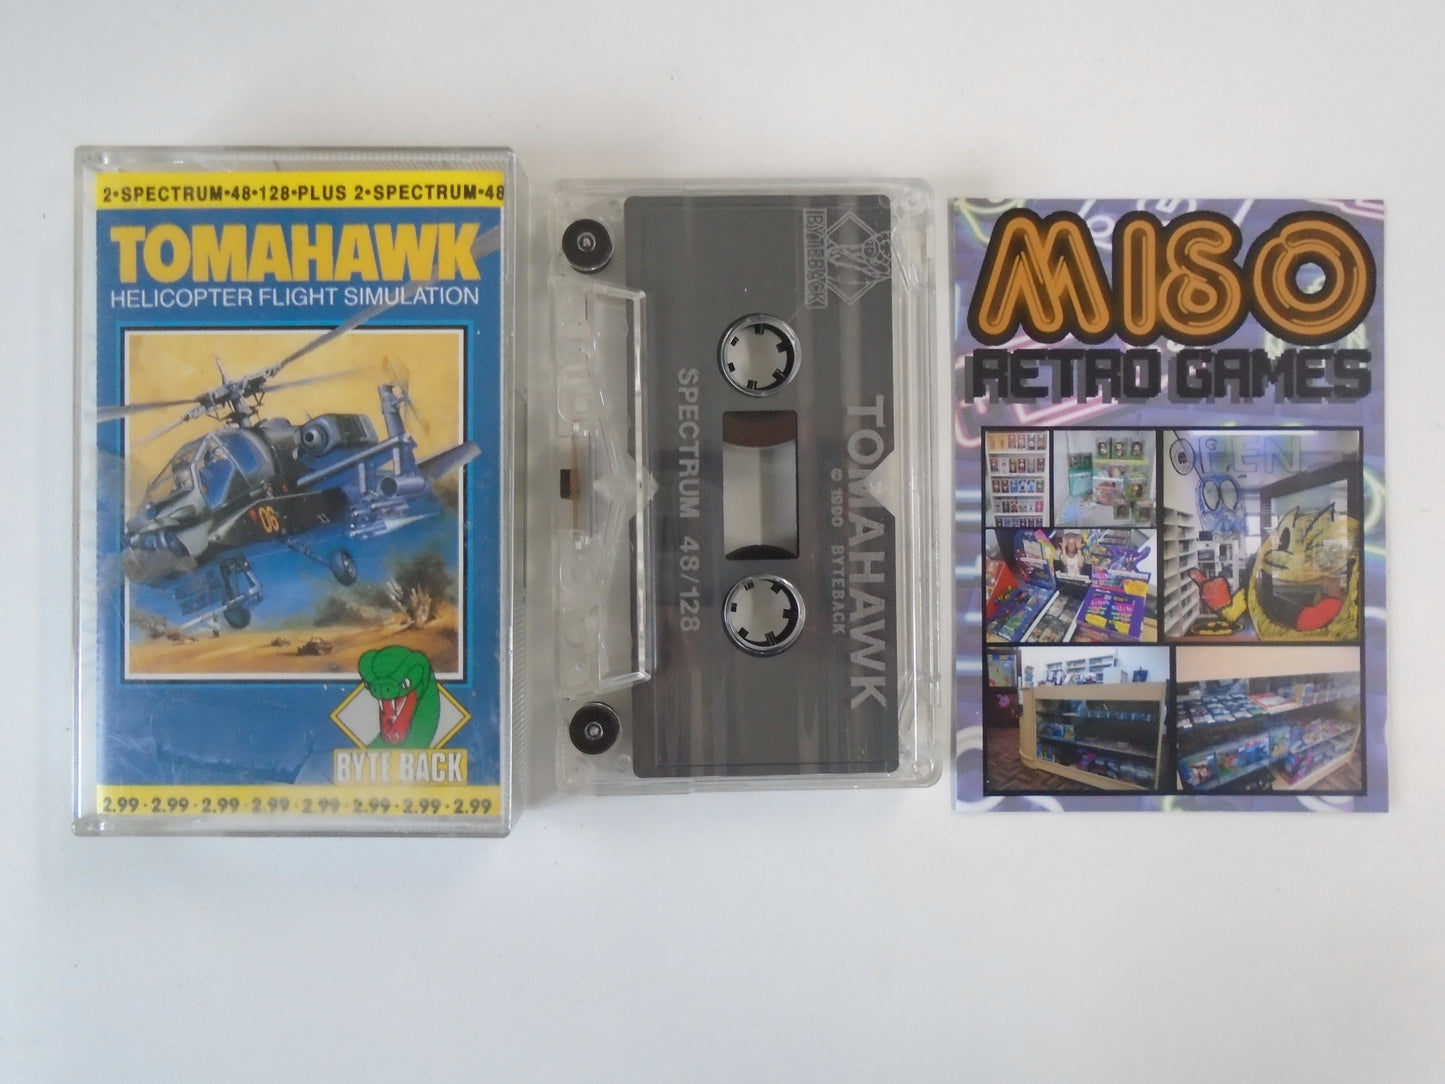 2•SPECTRUM•48•128•PLUS 2•SPECTRUM•48
TOMAHAWK
HELICOPTER FLIGHT SIMULATION
06
BYTE BACK
2.99 • 2.99 • 2.99 • 2.99 • 2.99 • 2.99 • 2.99 • 2.99
BYTEBACK
TOMAHAWK
© 1990 BYTEBACK
SPECTRUM 48/128
MISO
RETRO GAMES
OPEN